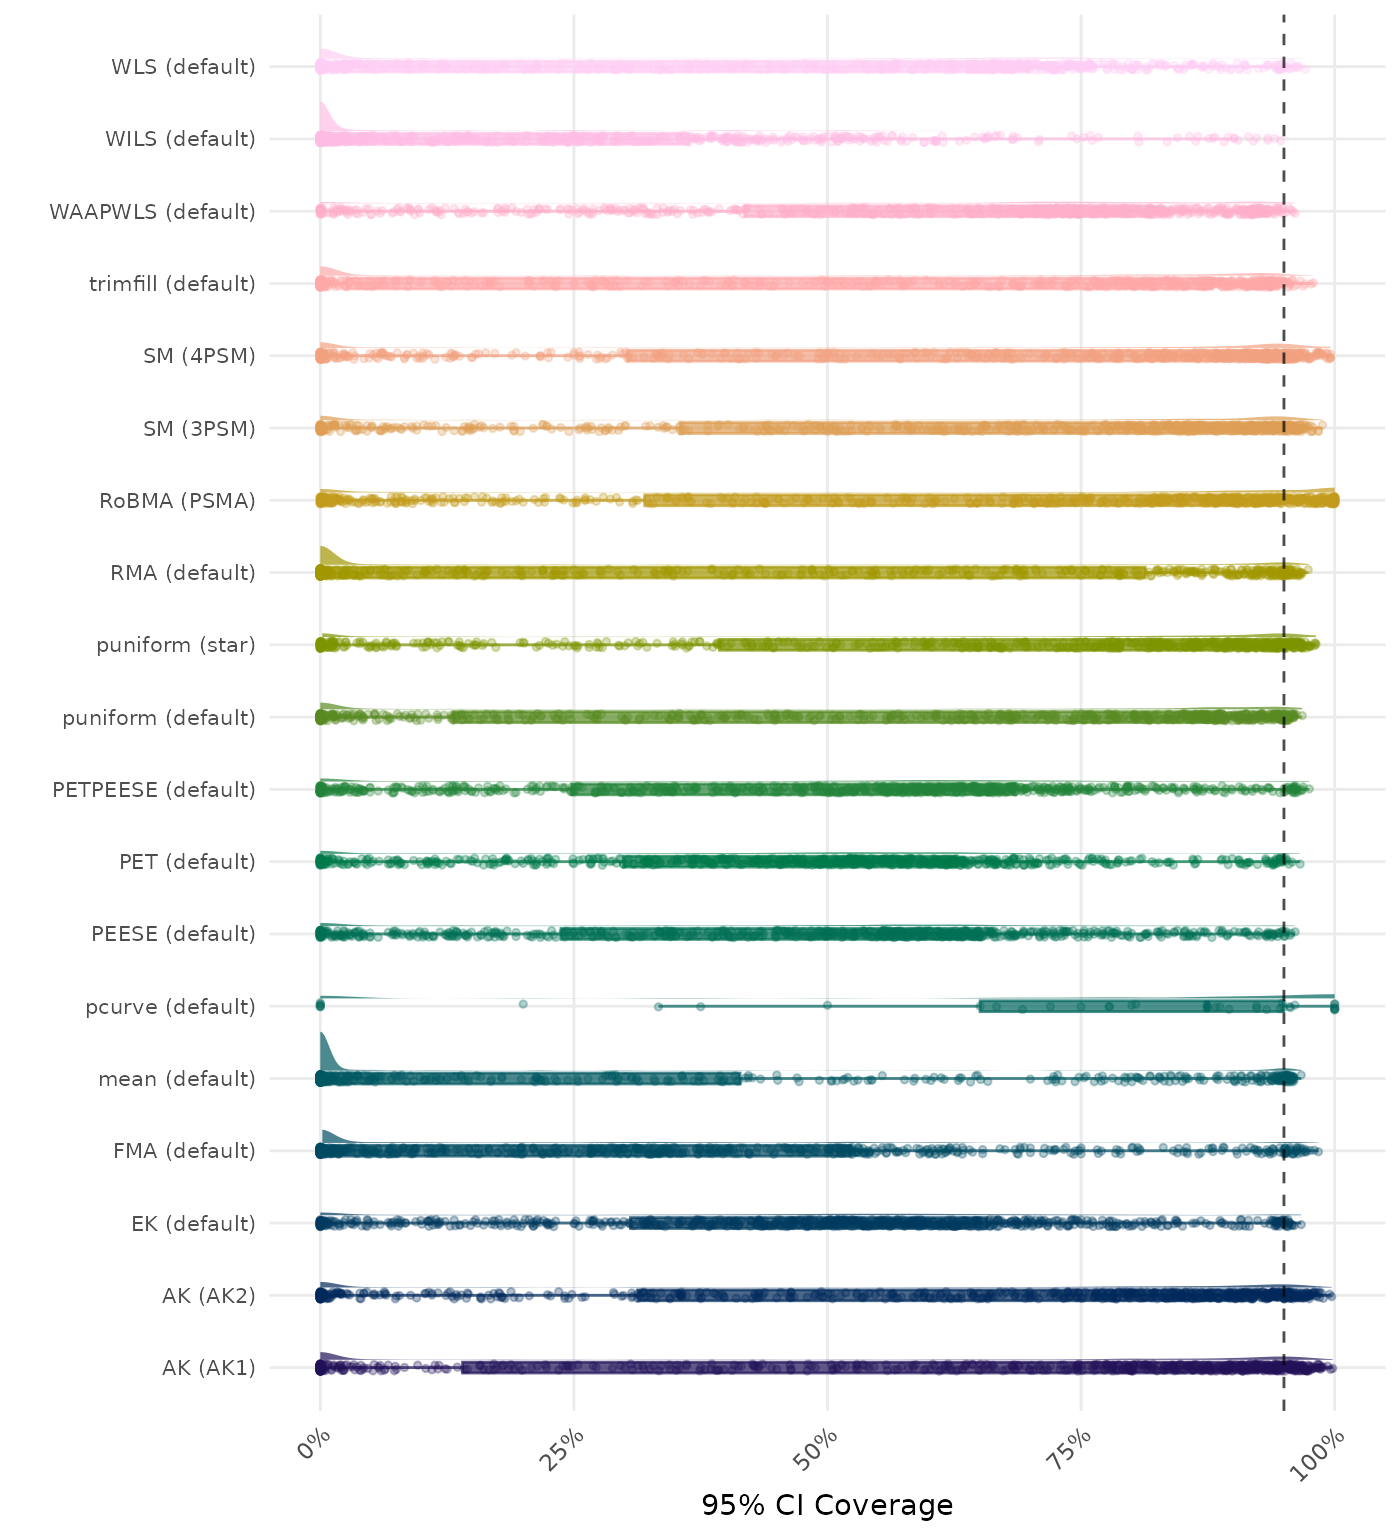 WLS (default)
WILS (default)
WAAPWLS (default)
trimfill (default)
SM (4PSM)
SM (3PSM)
RoBMA (PSMA)
RMA (default)
puniform (star)
puniform (default)
PETPEESE (default)
PET (default)
PEESE (default)
pcurve (default)
mean (default)
FMA (default)
EK (default)
AK (AK2)
AK (AK1)
0% 25% 50% 75% 100%
95% CI Coverage